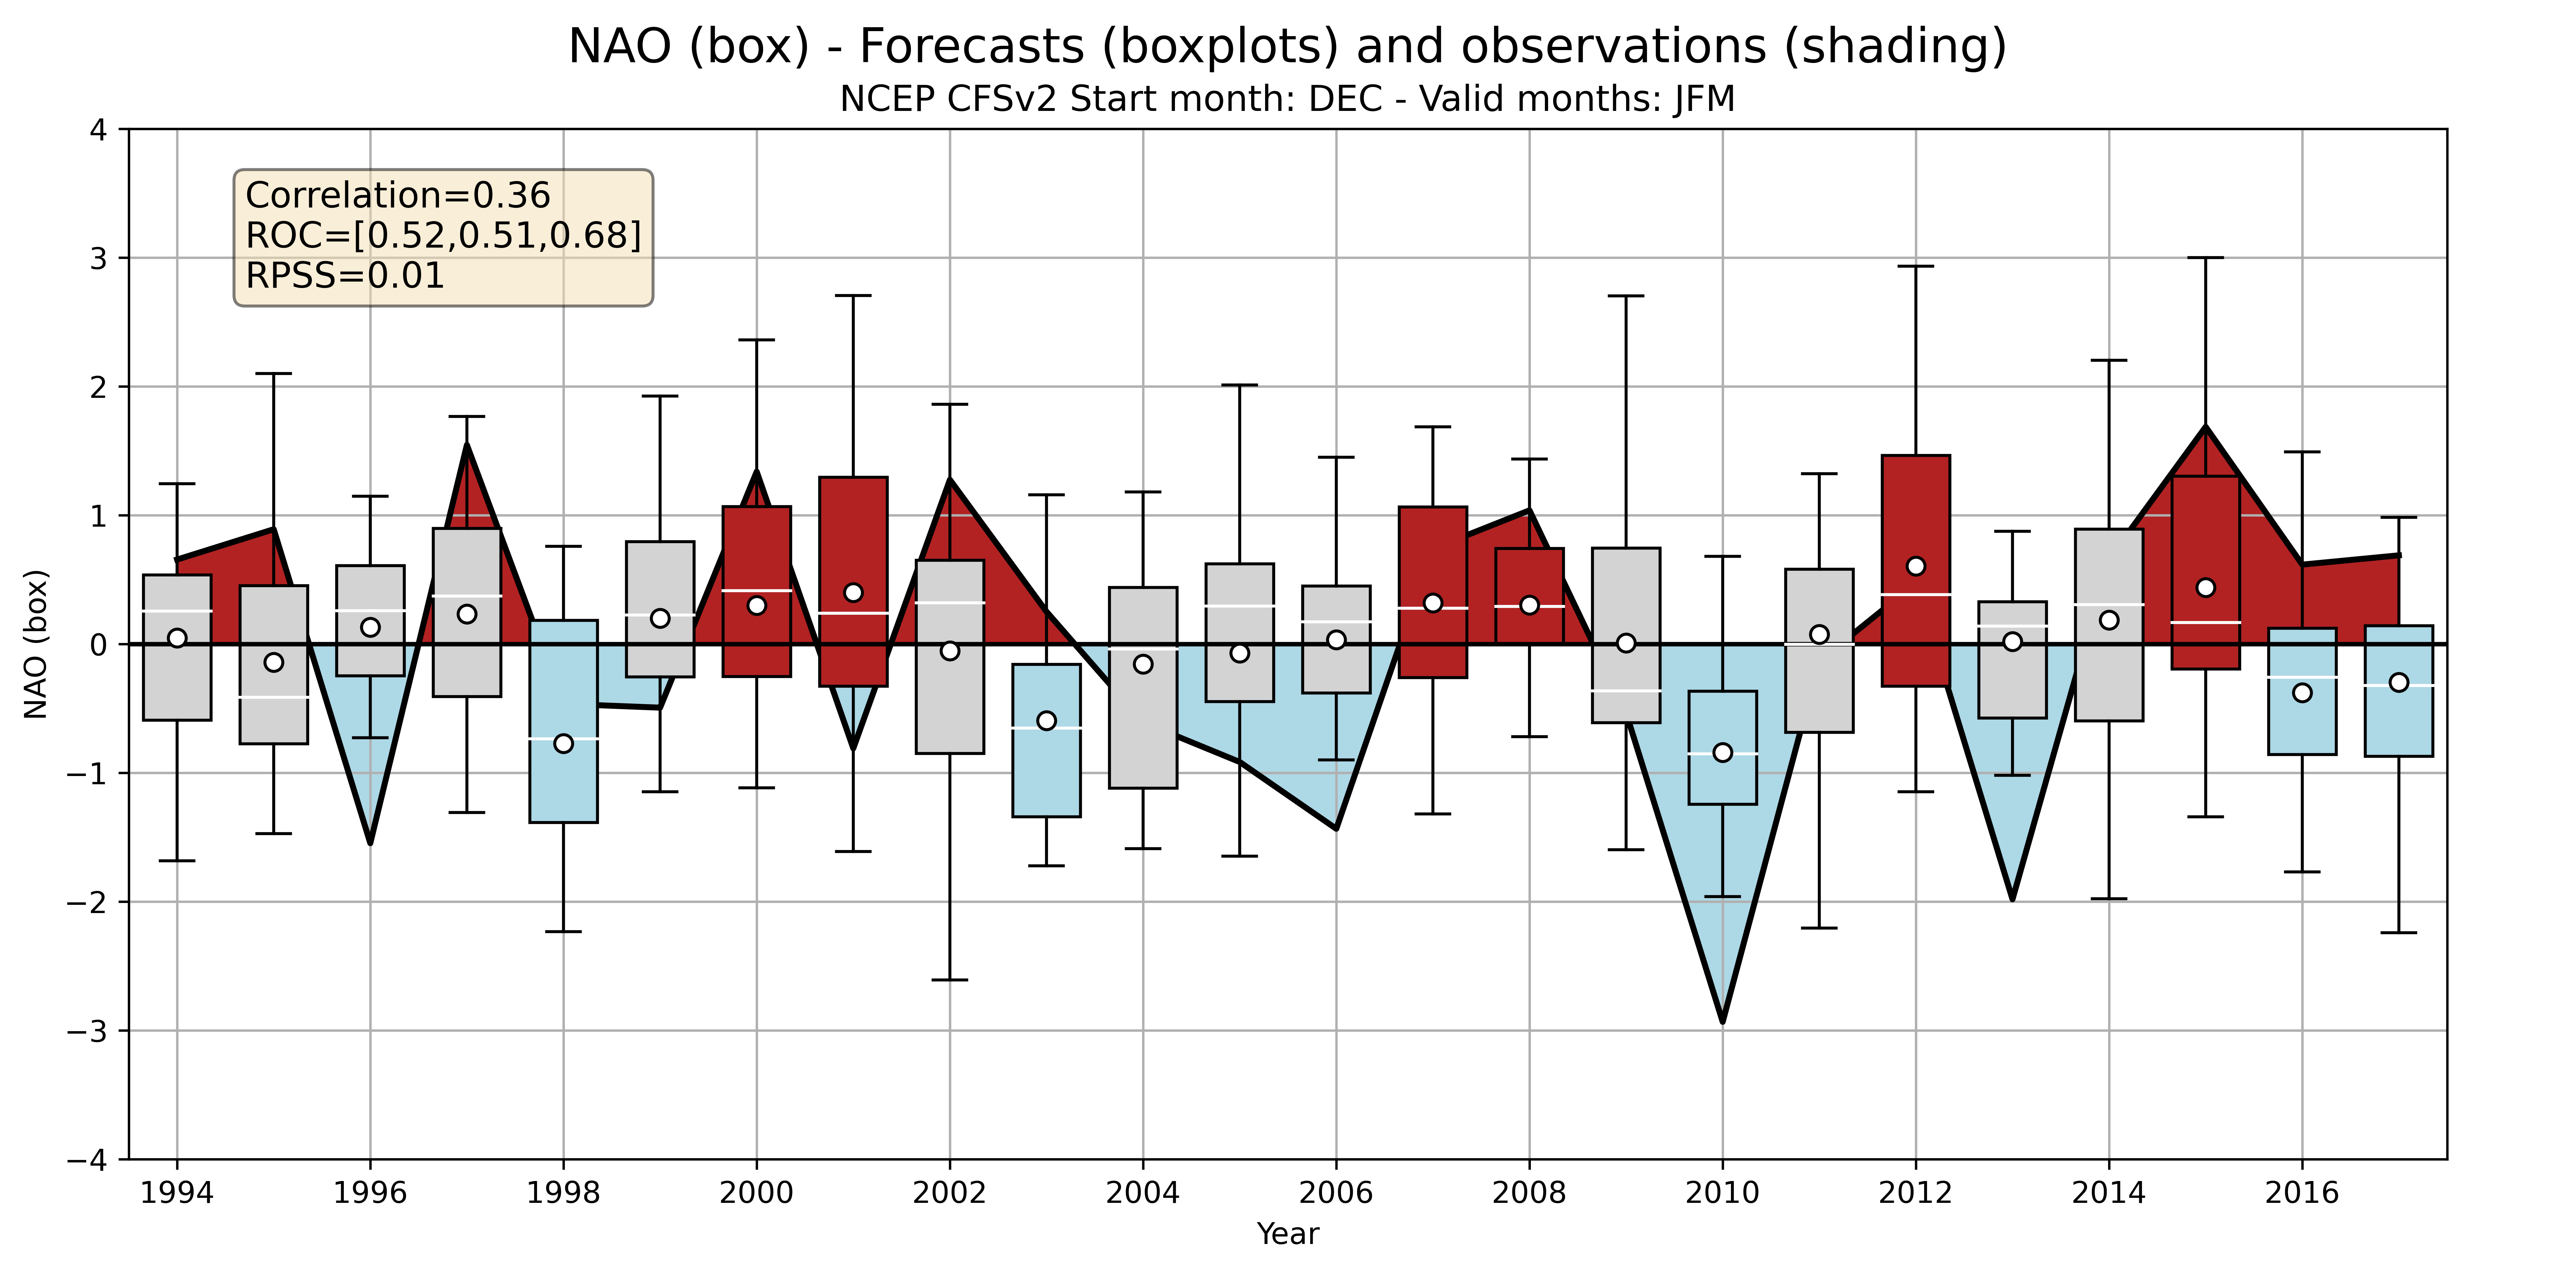 NAO (box) - Forecasts (boxplots) and observations (shading)
NCEP CFSv2 Start month: DEC - Valid months: JFM
Correlation=0.36
ROC=[0.52,0.51,0.68]
RPSS=0.01
NAO (box)
4
3
2
1
0
−1
−2
−3
−4
1994 1996 1998 2000 2002 2004 2006 2008 2010 2012 2014 2016
Year